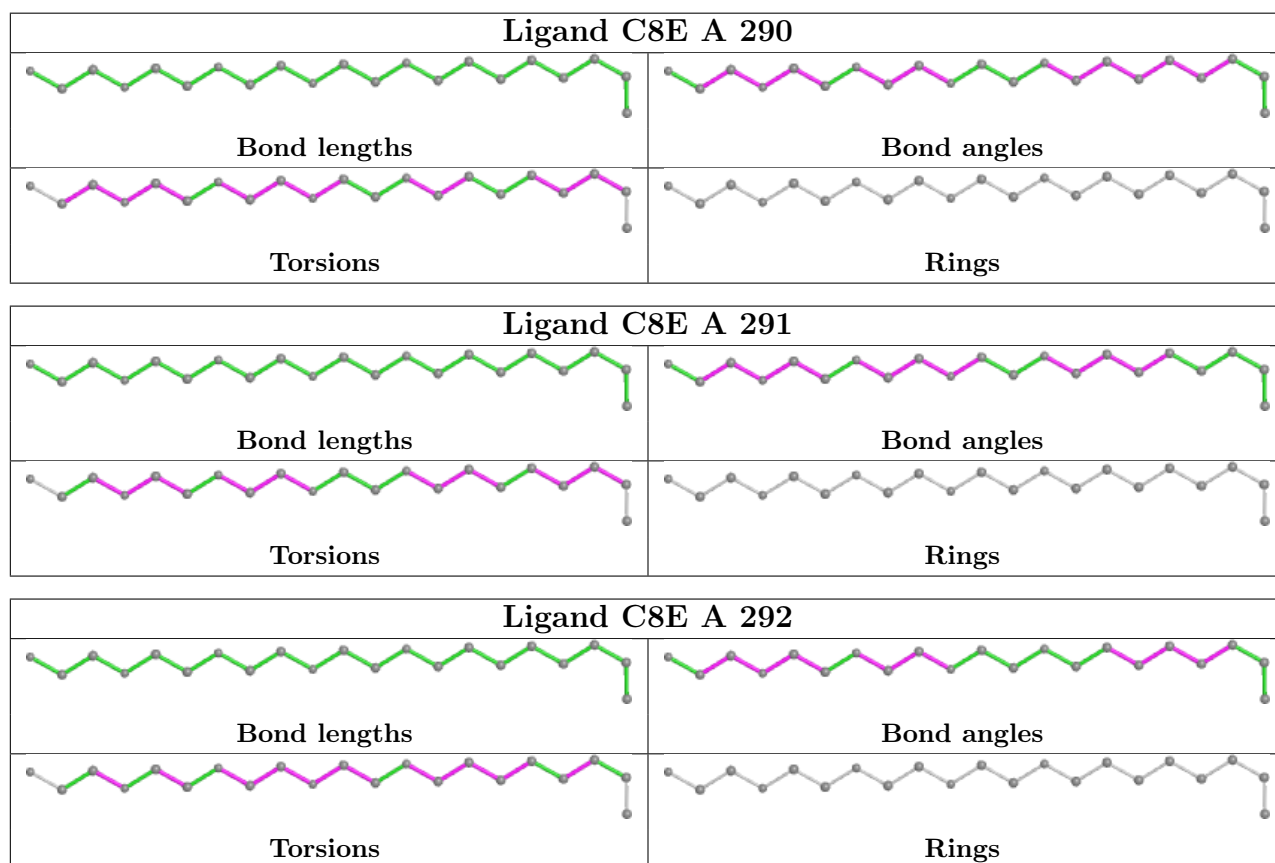 Ligand C8E A 290
Bond lengths
Bond angles
Torsions
Rings
Ligand C8E A 291
Bond lengths
Bond angles
Torsions
Rings
Ligand C8E A 292
Bond lengths
Bond angles
Torsions
Rings